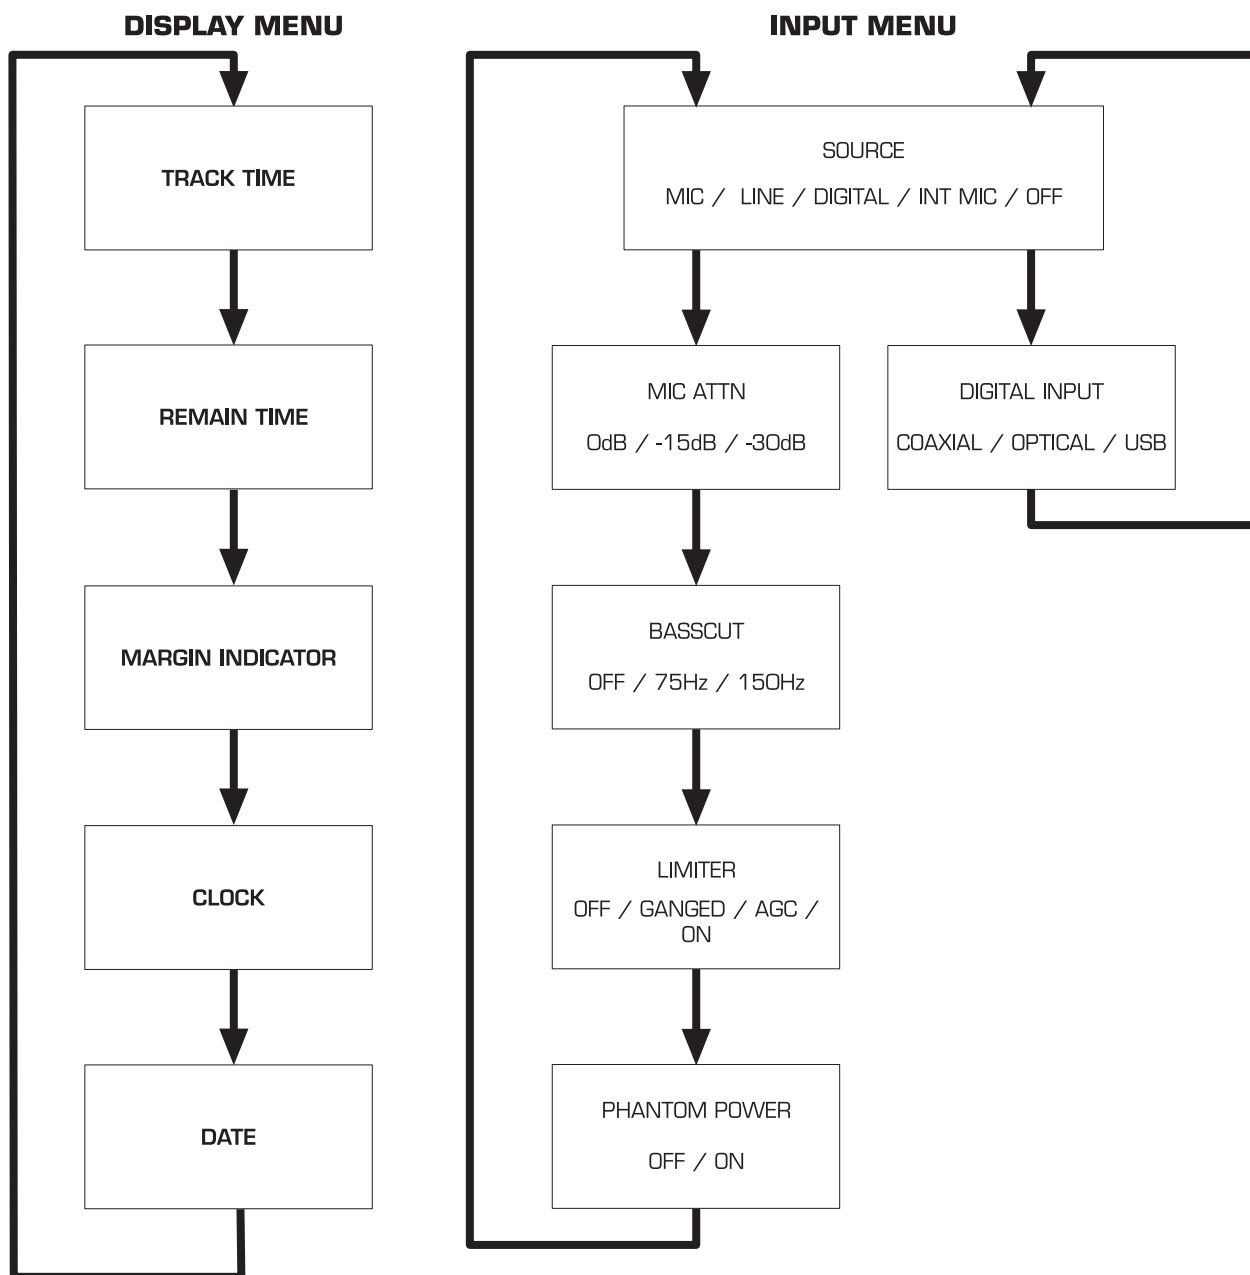 DISPLAY MENU
TRACK TIME
REMAIN TIME
MARGIN INDICATOR
CLOCK
DATE
INPUT MENU
SOURCE
MIC /  LINE / DIGITAL / INT MIC / OFF
MIC ATTN
0dB / -15dB / -30dB
BASSCUT
OFF / 75Hz / 150Hz
LIMITER
OFF / GANGED / AGC /
ON
PHANTOM POWER
OFF / ON
DIGITAL INPUT
COAXIAL / OPTICAL / USB